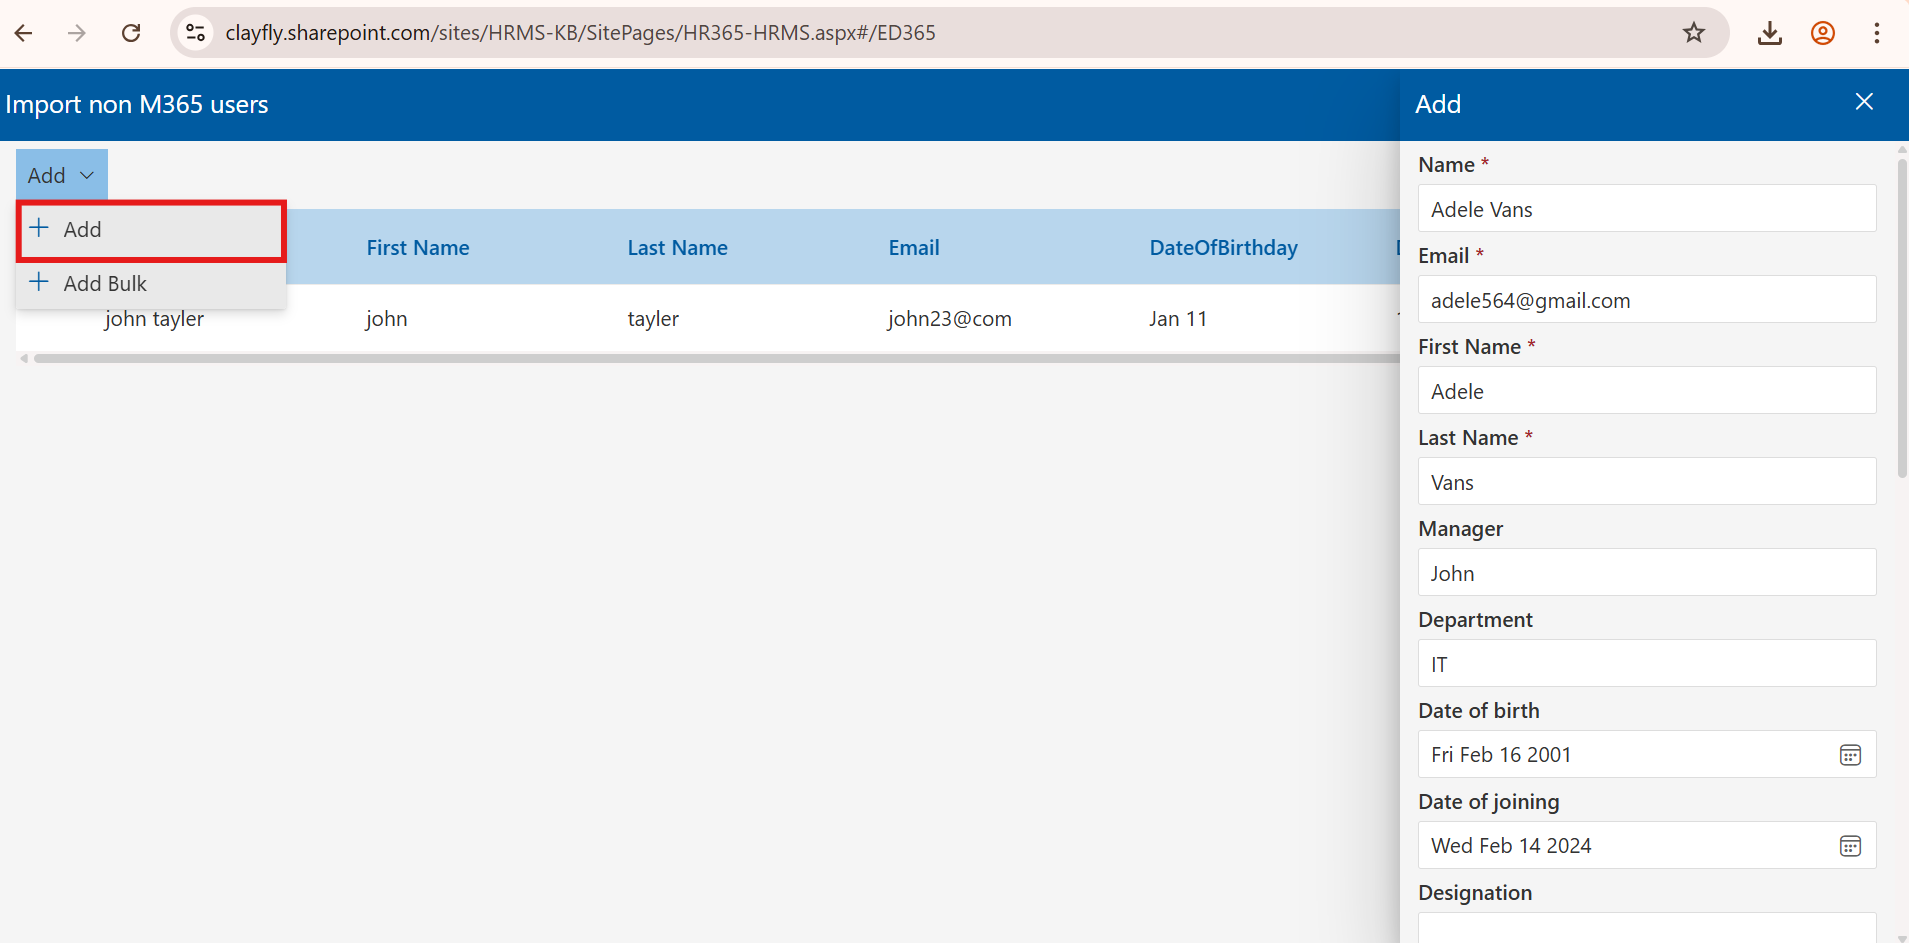 clayfly.sharepoint.com/sites/HRMS-KB/SitePages/HR365-HRMS.aspx#/ED365
Import non M365 users
Add
Add
Add Bulk
First Name
Last Name
Email
DateOfBirthday
john tayler
john
tayler
john23@com
Jan 11
Add
Name *
Adele Vans
Email *
adele564@gmail.com
First Name *
Adele
Last Name *
Vans
Manager
John
Department
IT
Date of birth
Fri Feb 16 2001
Date of joining
Wed Feb 14 2024
Designation